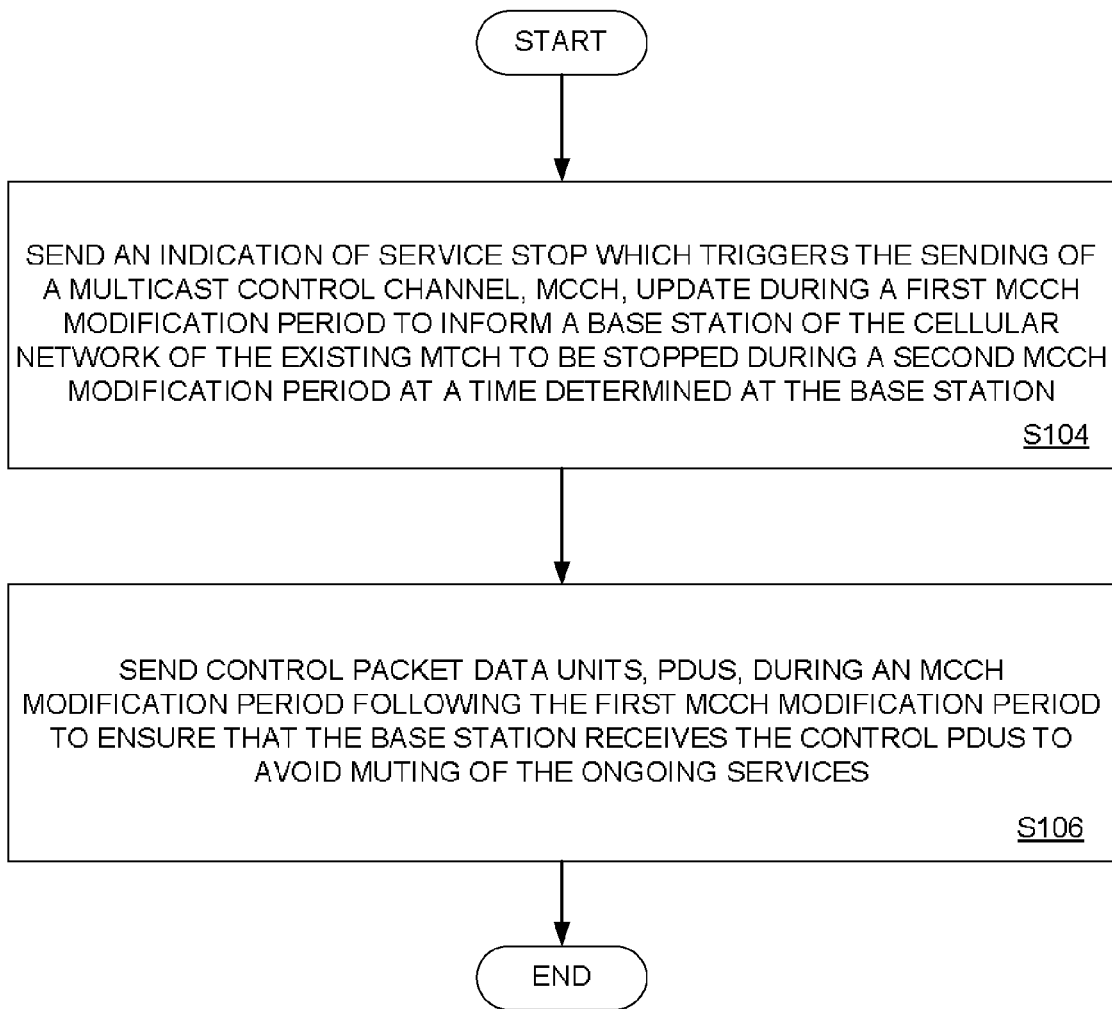 START
SEND AN INDICATION OF SERVICE STOP WHICH TRIGGERS THE SENDING OF
A MULTICAST CONTROL CHANNEL, MCCH, UPDATE DURING A FIRST MCCH
MODIFICATION PERIOD TO INFORM A BASE STATION OF THE CELLULAR
NETWORK OF THE EXISTING MTCH TO BE STOPPED DURING A SECOND MCCH
MODIFICATION PERIOD AT A TIME DETERMINED AT THE BASE STATION
S104
SEND CONTROL PACKET DATA UNITS, PDUS, DURING AN MCCH
MODIFICATION PERIOD FOLLOWING THE FIRST MCCH MODIFICATION PERIOD
TO ENSURE THAT THE BASE STATION RECEIVES THE CONTROL PDUS TO
AVOID MUTING OF THE ONGOING SERVICES
S106
END